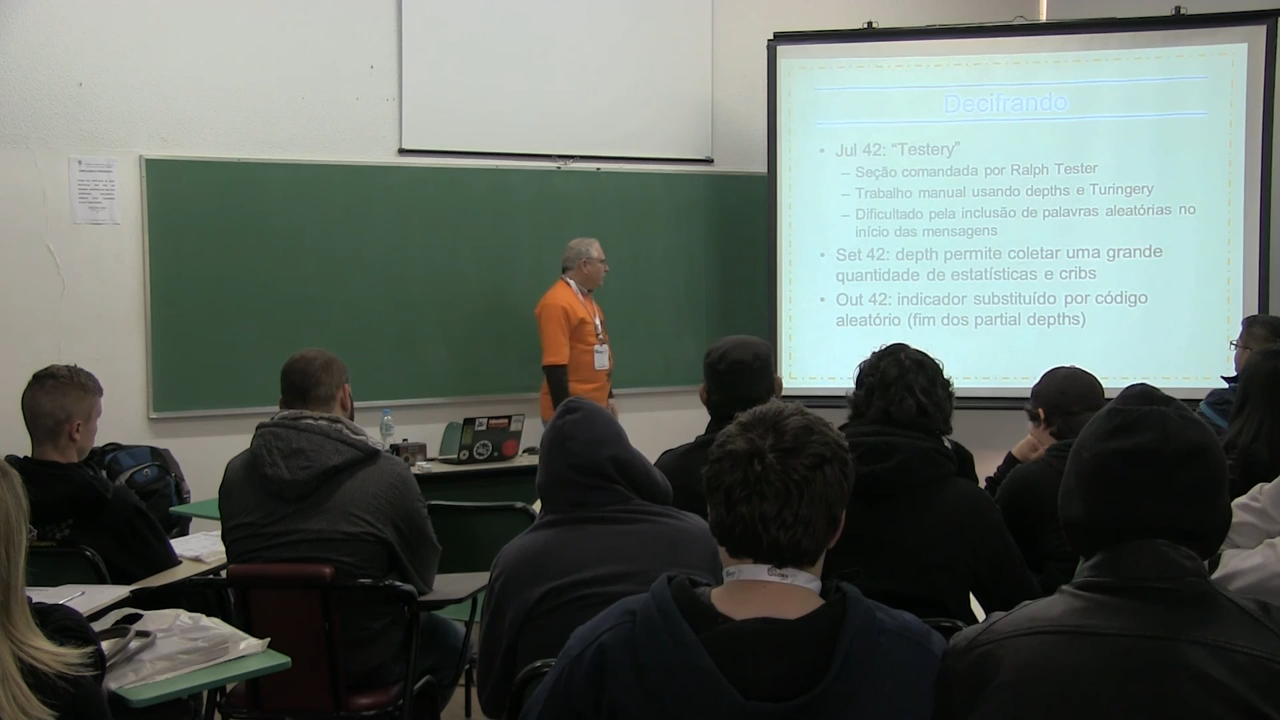 Decifrando
• Jul 42: “Testery”
– Seção comandada por Ralph Tester
– Trabalho manual usando depths e Turingery
– Dificultado pela inclusão de palavras aleatórias no
início das mensagens
• Set 42: depth permite coletar uma grande
quantidade de estatísticas e cribs
• Out 42: indicador substituído por código
aleatório (fim dos partial depths)